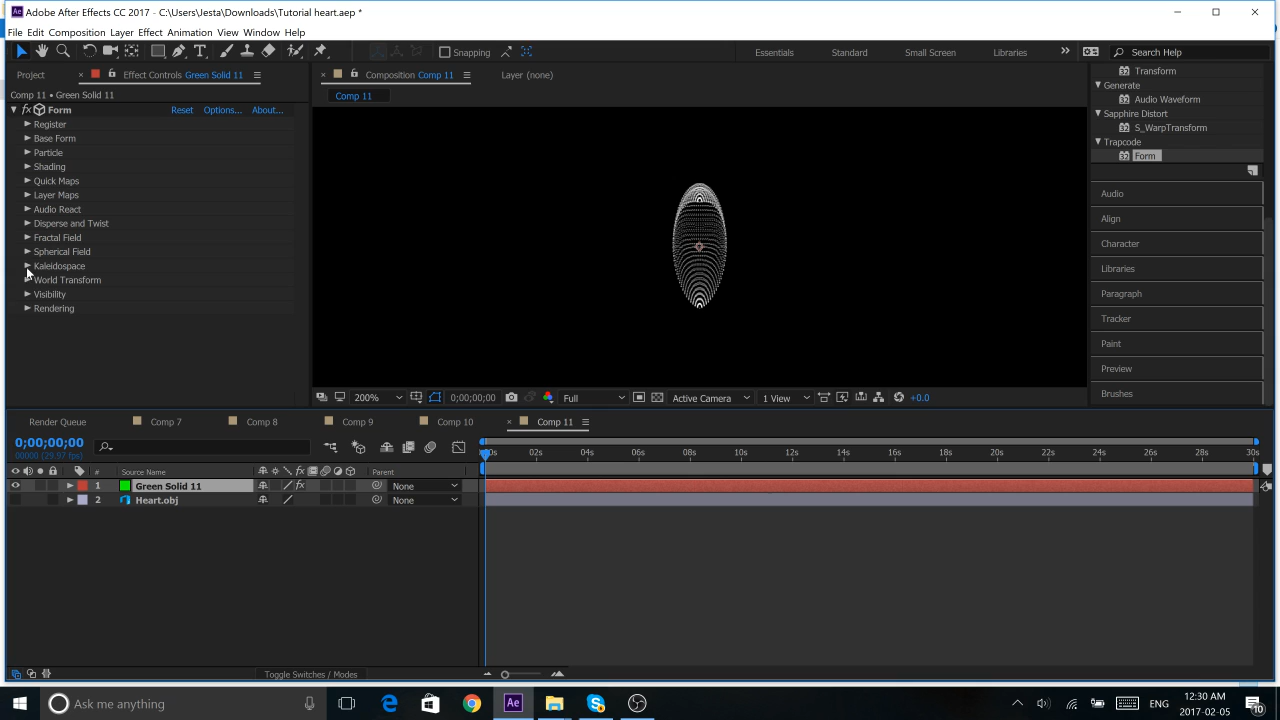 Adobe After Effects CC 2017 - C:\Users\Jesta\Downloads\Tutorial heart.aep *
File Edit Composition Layer Effect Animation View Window Help
Snapping
Essentials Standard Small Screen Libraries Search Help
Project Effect Controls Green Solid 11
Composition Comp 11 Layer (none)
Comp 11 • Green Solid 11
Comp 11
fx Form Reset Options... About...
Register
Base Form
Particle
Shading
Quick Maps
Layer Maps
Audio React
Disperse and Twist
Fractal Field
Spherical Field
Kaleidospace
World Transform
Visibility
Rendering
Transform
Generate
Audio Waveform
Sapphire Distort
S_WarpTransform
Trapcode
Form
Audio
Align
Character
Libraries
Paragraph
Tracker
Paint
Preview
Brushes
200% 0;00;00;00 Full Active Camera 1 View +0.0
Render Queue Comp 7 Comp 8 Comp 9 Comp 10 Comp 11
0;00;00;00
00000 (29.97 fps)
02s 04s 06s 08s 10s 12s 14s 16s 18s 20s 22s 24s 26s 28s 30s
# Source Name Parent
1 Green Solid 11 None
2 Heart.obj None
Toggle Switches / Modes
Ask me anything
Ae
ENG
12:30 AM
2017-02-05
10